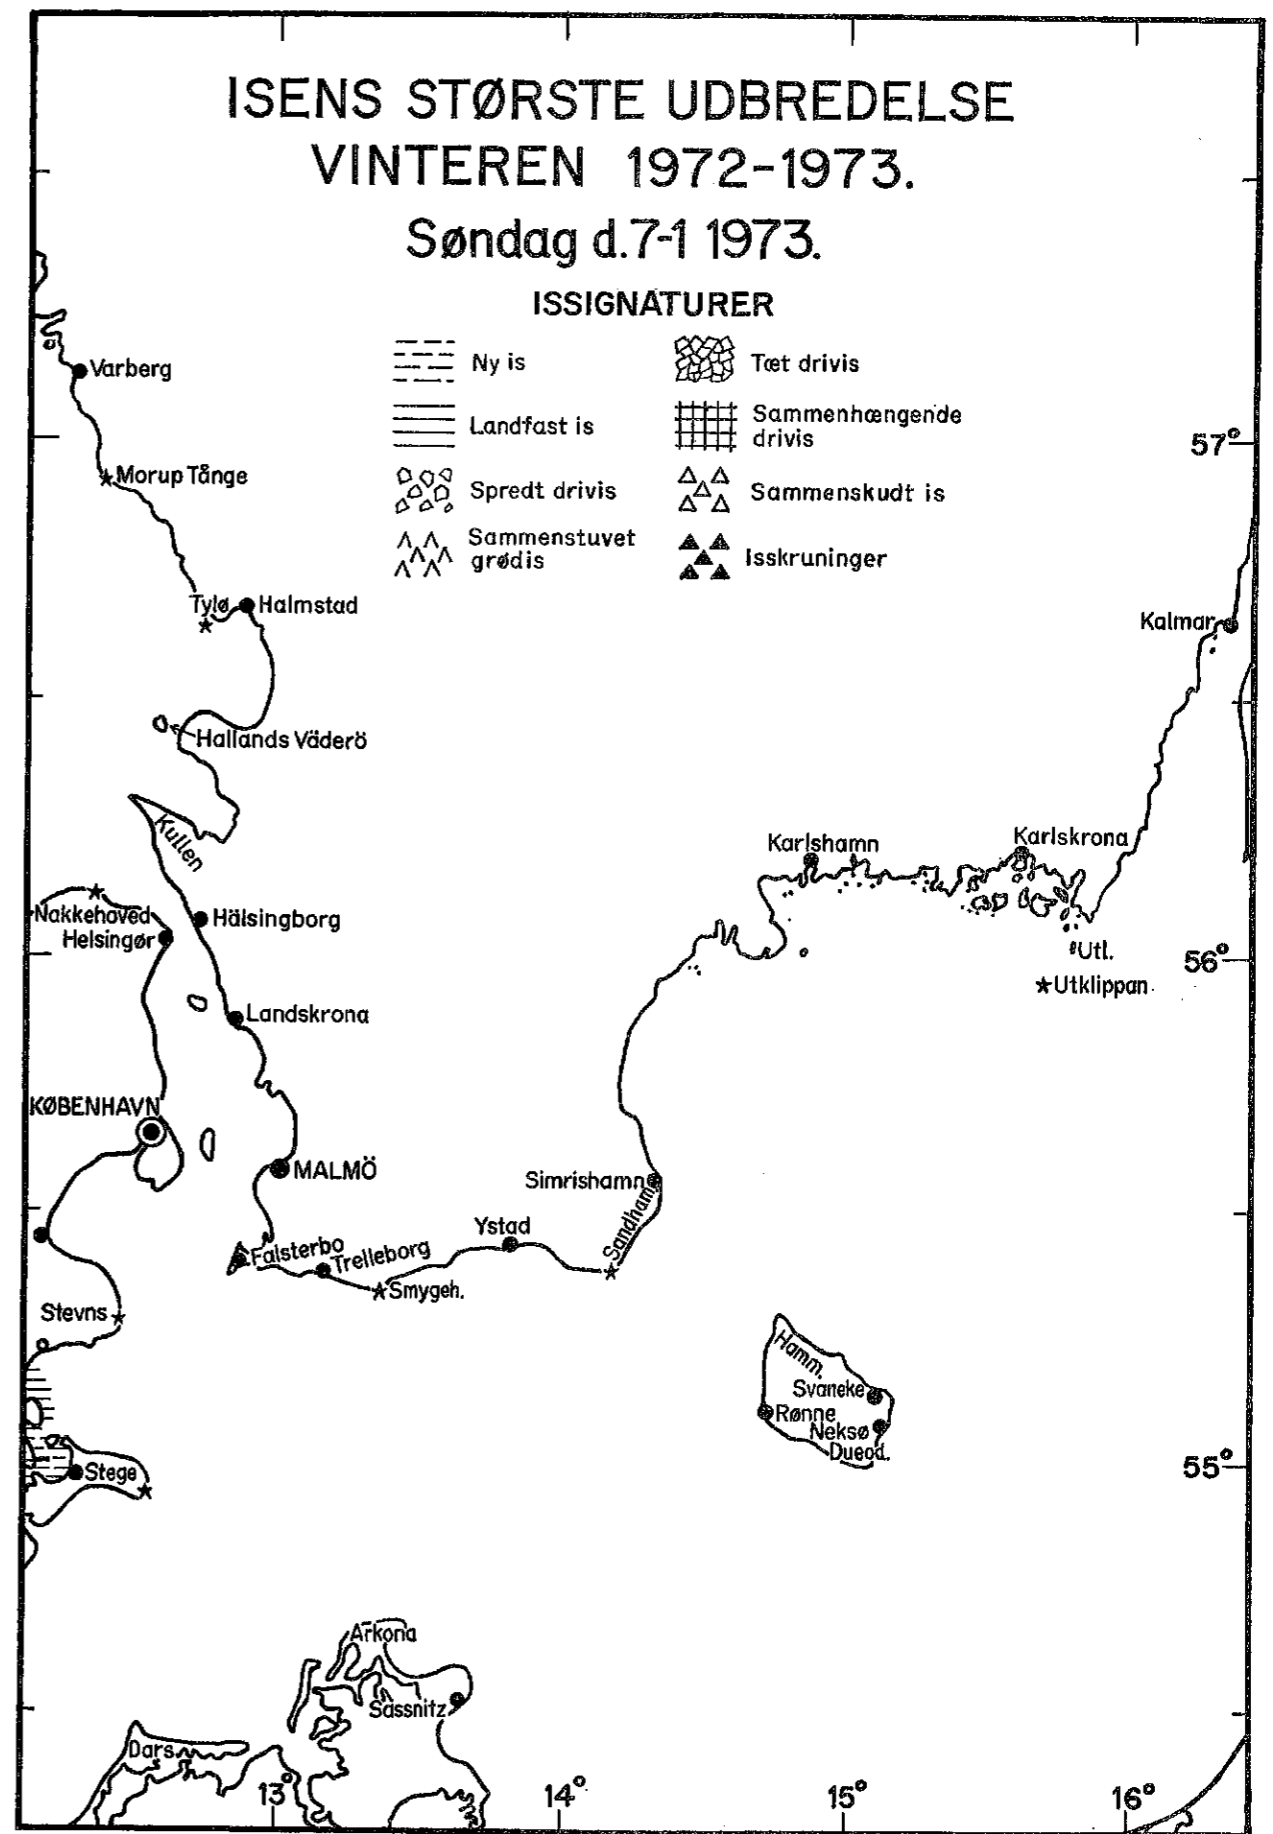 ISENS STØRSTE UDBREDELSE
VINTEREN 1972-1973.
Søndag d.7-1 1973.
ISSIGNATURER
Ny is
Tæt drivis
Landfast is
Sammenhængende
drivis
Spredt drivis
Sammenskudt is
Sammenstuvet
grødis
Isskruninger
Varberg
57°
Morup Tånge
Tylø
Halmstad
Kalmar
Hallands Väderö
Kullen
Karlshamn
Karlskrona
Nakkehoved
Hälsingborg
Helsingør
Utl.
56°
Utklippan
Landskrona
KØBENHAVN
MALMÖ
Simrishamn
Sandham.
Ystad
Falsterbo
Trelleborg
Smygeh.
Stevns
Hamm.
Svaneke
Rønne
Neksø
Dueod.
Stege
55°
Arkona
Sassnitz
Dars
13°
14°
15°
16°